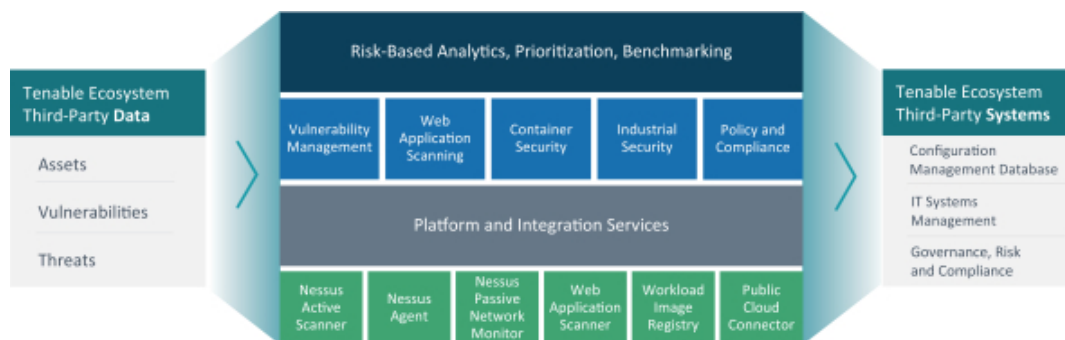 Tenable Ecosystem
Third-Party Data
Assets
Vulnerabilities
Threats
Risk-Based Analytics, Prioritization, Benchmarking
Vulnerability
Management
Web
Application
Scanning
Container
Security
Industrial
Security
Policy and
Compliance
Platform and Integration Services
Nessus
Active
Scanner
Nessus
Agent
Nessus
Passive
Network
Monitor
Web
Application
Scanner
Workload
Image
Registry
Public
Cloud
Connector
Tenable Ecosystem
Third-Party Systems
Configuration
Management Database
IT Systems
Management
Governance, Risk
and Compliance